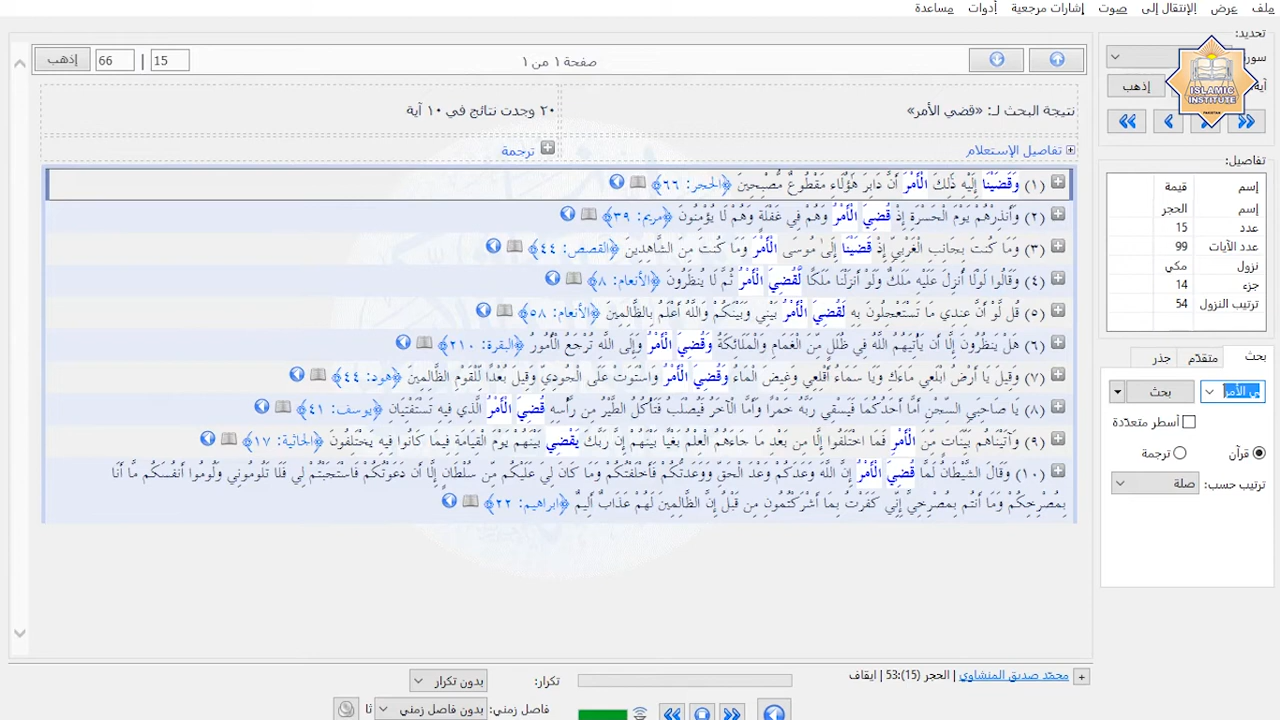 ملف عرض الإنتقال إلى صوت إشارات مرجعية أدوات مساعدة
تحديد:
إذهب
ISLAMIC
INSTITUTE
تفاصيل:
إسم قيمة
إسم الحجر
عدد 15
عدد الآيات 99
نزول مكي
جزء 14
ترتيب النزول 54
بحث متقدّم جذر
ي الأمر بحث
أسطر متعدّدة
قرآن ترجمة
ترتيب حسب: صلة
صفحة ١ من ١
15 | 66 إذهب
نتيجة البحث لـ: «قضي الأمر»
٢٠ وجدت نتائج في ١٠ آية
تفاصيل الإستعلام
ترجمة
(١) وَقَضَيْنَا إِلَيْهِ ذَٰلِكَ الْأَمْرَ أَنَّ دَابِرَ هَٰؤُلَاءِ مَقْطُوعٌ مُّصْبِحِينَ ﴿الحجر: ٦٦﴾
(٢) وَأَنذِرْهُمْ يَوْمَ الْحَسْرَةِ إِذْ قُضِيَ الْأَمْرُ وَهُمْ فِي غَفْلَةٍ وَهُمْ لَا يُؤْمِنُونَ ﴿مريم: ٣٩﴾
(٣) وَمَا كُنتَ بِجَانِبِ الْغَرْبِيِّ إِذْ قَضَيْنَا إِلَىٰ مُوسَى الْأَمْرَ وَمَا كُنتَ مِنَ الشَّاهِدِينَ ﴿القصص: ٤٤﴾
(٤) وَقَالُوا لَوْلَا أُنزِلَ عَلَيْهِ مَلَكٌ وَلَوْ أَنزَلْنَا مَلَكًا لَّقُضِيَ الْأَمْرُ ثُمَّ لَا يُنظَرُونَ ﴿الأنعام: ٨﴾
(٥) قُل لَّوْ أَنَّ عِندِي مَا تَسْتَعْجِلُونَ بِهِ لَقُضِيَ الْأَمْرُ بَيْنِي وَبَيْنَكُمْ وَاللَّهُ أَعْلَمُ بِالظَّالِمِينَ ﴿الأنعام: ٥٨﴾
(٦) هَلْ يَنظُرُونَ إِلَّا أَن يَأْتِيَهُمُ اللَّهُ فِي ظُلَلٍ مِّنَ الْغَمَامِ وَالْمَلَائِكَةُ وَقُضِيَ الْأَمْرُ وَإِلَى اللَّهِ تُرْجَعُ الْأُمُورُ ﴿البقرة: ٢١٠﴾
(٧) وَقِيلَ يَا أَرْضُ ابْلَعِي مَاءَكِ وَيَا سَمَاءُ أَقْلِعِي وَغِيضَ الْمَاءُ وَقُضِيَ الْأَمْرُ وَاسْتَوَتْ عَلَى الْجُودِيِّ وَقِيلَ بُعْدًا لِّلْقَوْمِ الظَّالِمِينَ ﴿هود: ٤٤﴾
(٨) يَا صَاحِبَيِ السِّجْنِ أَمَّا أَحَدُكُمَا فَيَسْقِي رَبَّهُ خَمْرًا وَأَمَّا الْآخَرُ فَيُصْلَبُ فَتَأْكُلُ الطَّيْرُ مِن رَّأْسِهِ قُضِيَ الْأَمْرُ الَّذِي فِيهِ تَسْتَفْتِيَانِ ﴿يوسف: ٤١﴾
(٩) وَآتَيْنَاهُم بَيِّنَاتٍ مِّنَ الْأَمْرِ فَمَا اخْتَلَفُوا إِلَّا مِن بَعْدِ مَا جَاءَهُمُ الْعِلْمُ بَغْيًا بَيْنَهُمْ إِنَّ رَبَّكَ يَقْضِي بَيْنَهُمْ يَوْمَ الْقِيَامَةِ فِيمَا كَانُوا فِيهِ يَخْتَلِفُونَ ﴿الجاثية: ١٧﴾
(١٠) وَقَالَ الشَّيْطَانُ لَمَّا قُضِيَ الْأَمْرُ إِنَّ اللَّهَ وَعَدَكُمْ وَعْدَ الْحَقِّ وَوَعَدتُّكُمْ فَأَخْلَفْتُكُمْ وَمَا كَانَ لِيَ عَلَيْكُم مِّن سُلْطَانٍ إِلَّا أَن دَعَوْتُكُمْ فَاسْتَجَبْتُمْ لِي فَلَا تَلُومُونِي وَلُومُوا أَنفُسَكُم مَّا أَنَا
بِمُصْرِخِكُمْ وَمَا أَنتُم بِمُصْرِخِيَّ إِنِّي كَفَرْتُ بِمَا أَشْرَكْتُمُونِ مِن قَبْلُ إِنَّ الظَّالِمِينَ لَهُمْ عَذَابٌ أَلِيمٌ ﴿ابراهيم: ٢٢﴾
محمّد صديق المنشاوي | الحجر (15):53 | ايقاف
تكرار: بدون تكرار
فاصل زمني: بدون فاصل زمني ثا